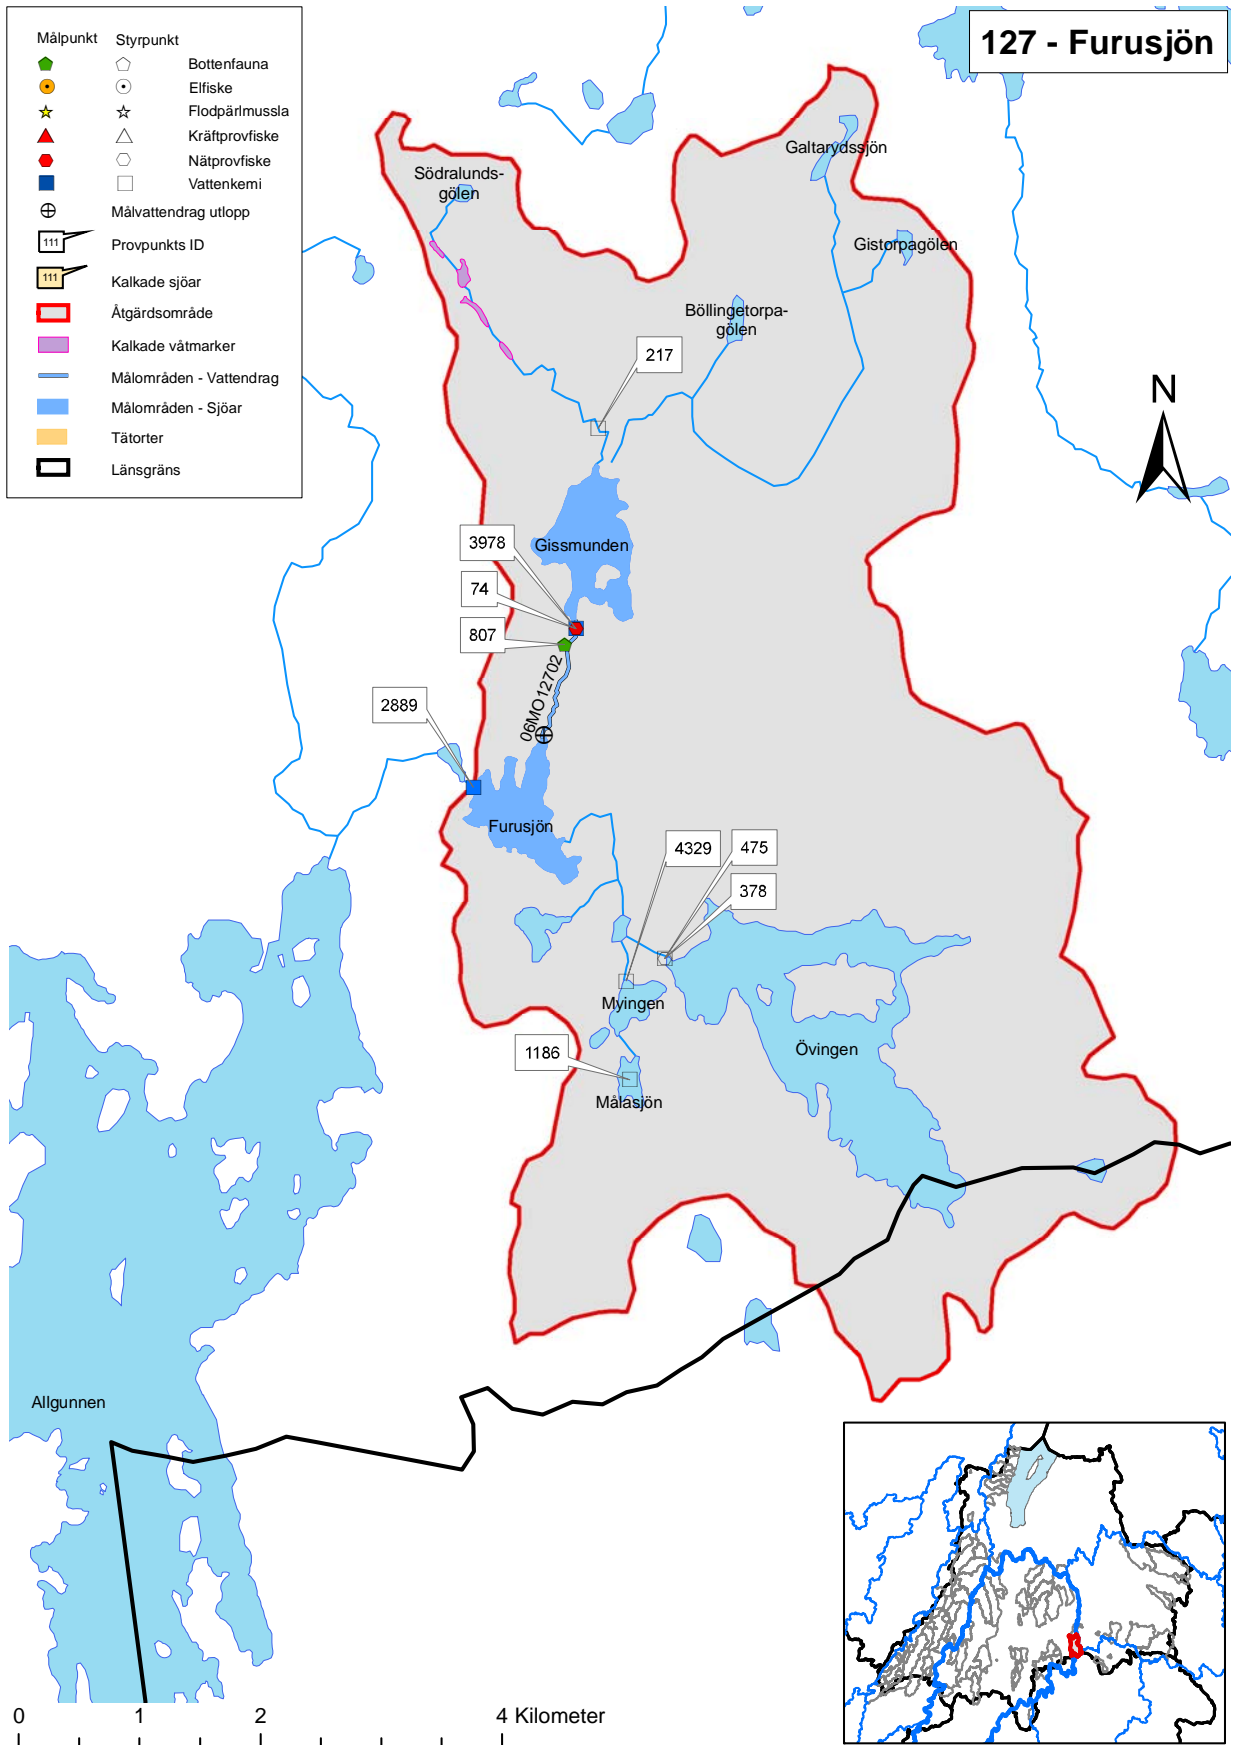 127 - Furusjön
Målpunkt Styrpunkt
Bottenfauna
Elfiske
Flodpärlmussla
Kräftprovfiske
Nätprovfiske
Vattenkemi
Målvattendrag utlopp
111 Provpunkts ID
111 Kalkade sjöar
Åtgärdsområde
Kalkade våtmarker
Målområden - Vattendrag
Målområden - Sjöar
Tätorter
Länsgräns
Galtarydssjön
Södralunds-
gölen
Gistorpagölen
Böllingetorpa-
gölen
217
N
3978
Gissmunden
74
807
06MO12702
2889
Furusjön
4329
475
378
Myingen
Övingen
1186
Målasjön
Allgunnen
0 1 2 4 Kilometer